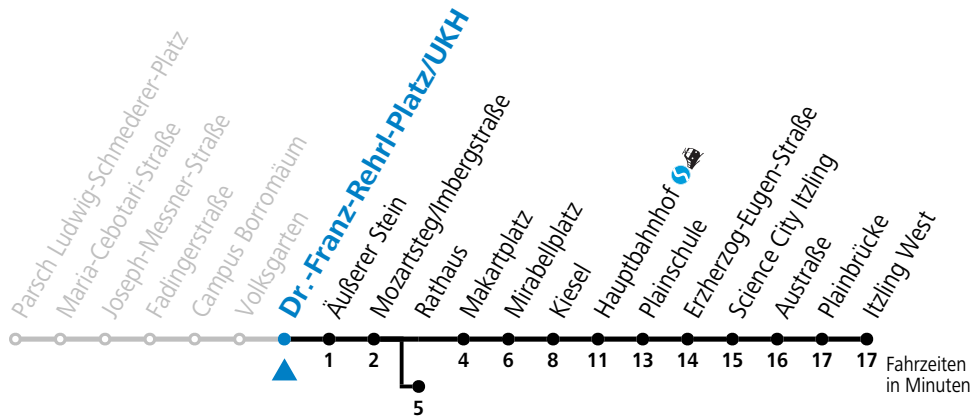 Parsch Ludwig-Schmederer-Platz
Maria-Cebotari-Straße
Joseph-Messner-Straße
Fadingerstraße
Campus Borromäum
Volksgarten
Dr.-Franz-Rehrl-Platz/UKH
Äußerer Stein
Mozartsteg/Imbergstraße
Rathaus
Makartplatz
Mirabellplatz
Kiesel
Hauptbahnhof
Plainschule
Erzherzog-Eugen-Straße
Science City Itzling
Austraße
Plainbrücke
Itzling West
1 2 4 6 8 11 13 14 15 16 17 17
5
Fahrzeiten
in Minuten